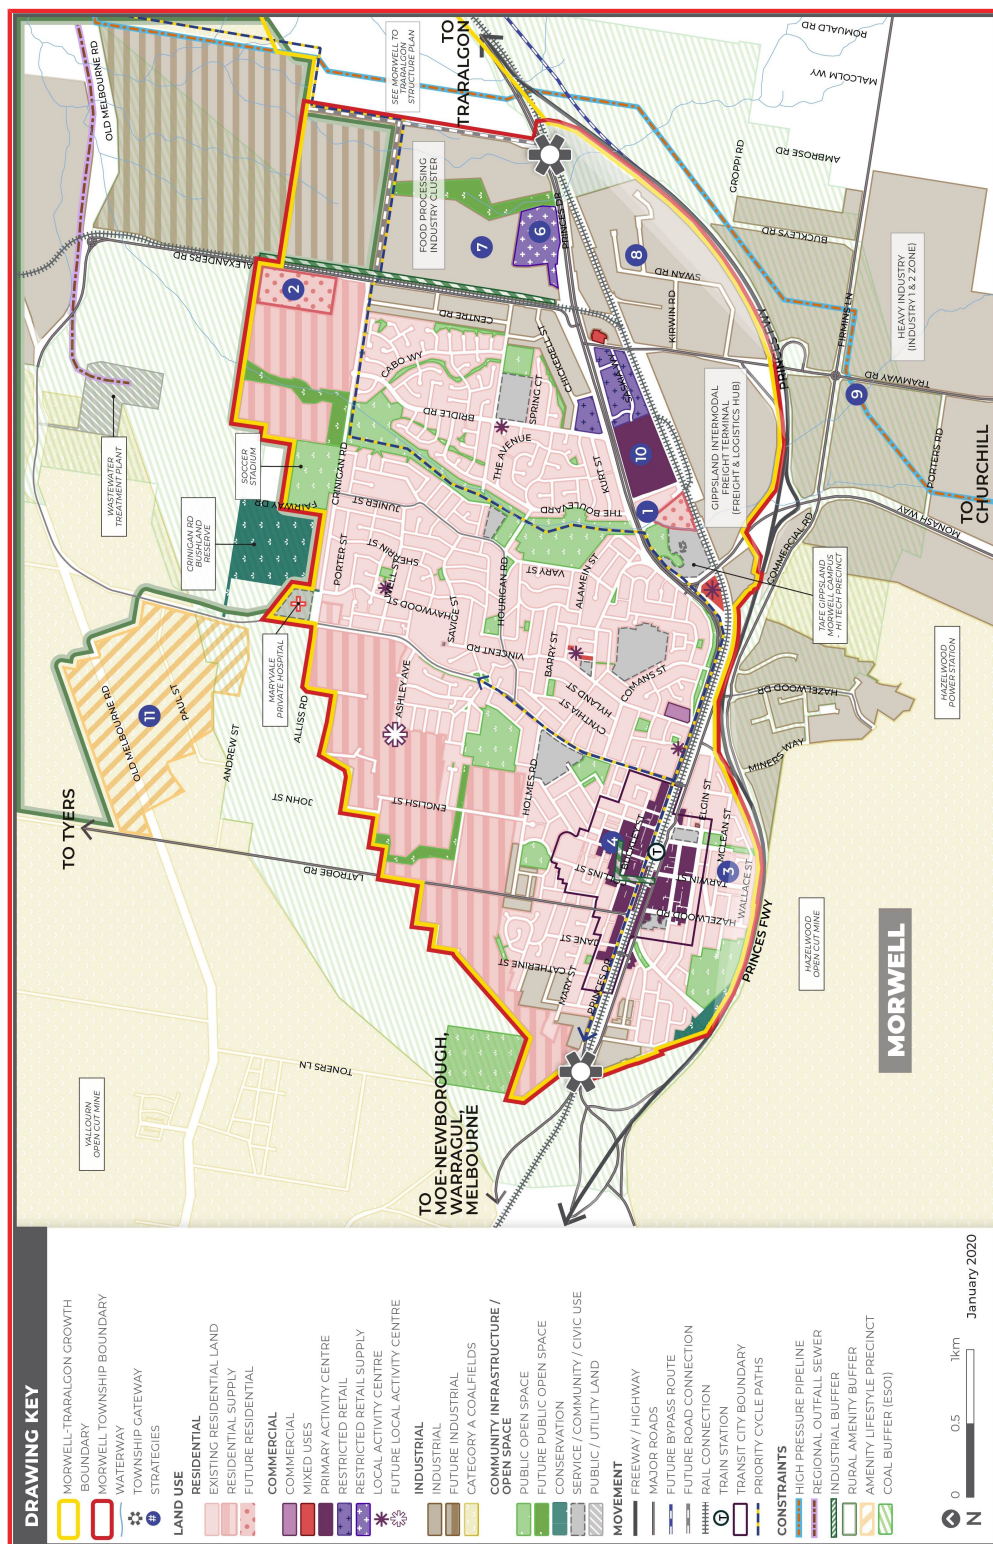 DRAWING KEY
MORWELL-TRARALGON GROWTH
BOUNDARY
MORWELL TOWNSHIP BOUNDARY
WATERWAY
TOWNSHIP GATEWAY
# STRATEGIES
LAND USE
RESIDENTIAL
EXISTING RESIDENTIAL LAND
RESIDENTIAL SUPPLY
FUTURE RESIDENTIAL
COMMERCIAL
COMMERCIAL
MIXED USES
PRIMARY ACTIVITY CENTRE
RESTRICTED RETAIL
RESTRICTED RETAIL SUPPLY
LOCAL ACTIVITY CENTRE
FUTURE LOCAL ACTIVITY CENTRE
INDUSTRIAL
INDUSTRIAL
FUTURE INDUSTRIAL
CATEGORY A COALFIELDS
COMMUNITY INFRASTRUCTURE /
OPEN SPACE
PUBLIC OPEN SPACE
FUTURE PUBLIC OPEN SPACE
CONSERVATION
SERVICE / COMMUNITY / CIVIC USE
PUBLIC / UTILITY LAND
MOVEMENT
FREEWAY / HIGHWAY
MAJOR ROADS
FUTURE BYPASS ROUTE
FUTURE ROAD CONNECTION
RAIL CONNECTION
T TRAIN STATION
TRANSIT CITY BOUNDARY
PRIORITY CYCLE PATHS
CONSTRAINTS
HIGH PRESSURE PIPELINE
REGIONAL OUTFALL SEWER
INDUSTRIAL BUFFER
RURAL AMENITY BUFFER
AMENITY LIFESTYLE PRECINCT
COAL BUFFER (ESO1)
N
0 0.5 1km
January 2020
YALLOURN
OPEN CUT MINE
TO TYERS
OLD MELBOURNE RD
PAUL ST
11
ANDREW ST
JOHN ST
ALLISS RD
LATROBE RD
TONERS LN
MARYVALE
PRIVATE HOSPITAL
CRINIGAN RD
BUSHLAND
RESERVE
WASTEWATER
TREATMENT PLANT
SOCCER
STADIUM
OLD MELBOURNE RD
ALEXANDERS RD
2
FAIRWAY DR
CRINIGAN RD
PORTER ST
JUNIER ST
SHERRIN ST
HAYWOOD ST
SAVIGE ST
VINCENT RD
HOURIGAN RD
ASHLEY AVE
ENGLISH ST
HOLMES RD
CABO WY
BRIDLE RD
THE AVENUE
SPRING CT
CENTRE RD
CHICKERELL ST
KURT ST
THE BOULEVARD
VARY ST
ALAMEIN ST
BARRY ST
HYLAND ST
CYNTHIA ST
COMANS ST
SEE MORWELL TO
TRARALGON
STRUCTURE PLAN
TO
TRARALGON
FOOD PROCESSING
INDUSTRY CLUSTER
7
6
PRINCES DR
8
SWAN RD
KIRWIN RD
10
1
GIPPSLAND INTERMODAL
FREIGHT TERMINAL
(FREIGHT & LOGISTICS HUB)
TAFE GIPPSLAND
MORWELL CAMPUS
- HI TECH PRECINCT
PRINCES FWY
COMMERCIAL RD
TO
MOE-NEWBOROUGH,
WARRAGUL,
MELBOURNE
CATHERINE ST
JANE ST
MARY ST
PRINCES DR
COLLINS ST
BUCKLEY ST
4
T
ELGIN ST
MCLEAN ST
TARWIN ST
3
WALLACE ST
HAZELWOOD RD
PRINCES FWY
MINERS WAY
HAZELWOOD DR
HAZELWOOD
OPEN CUT MINE
HAZELWOOD
POWER STATION
MORWELL
ROMUALD RD
MALCOLM WY
AMBROSE RD
GROPPI RD
BUCKLEYS RD
FIRMINS LN
HEAVY INDUSTRY
(INDUSTRY 1 & 2 ZONE)
TRAMWAY RD
9
PORTERS RD
MONASH WAY
TO
CHURCHILL